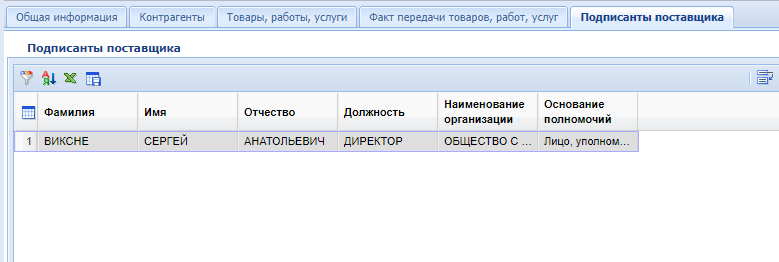 Общая информация Контрагенты Товары, работы, услуги Факт передачи товаров, работ, услуг Подписанты поставщика
Подписанты поставщика
Фамилия Имя Отчество Должность Наименование организации Основание полномочий
1 ВИКСНЕ СЕРГЕЙ АНАТОЛЬЕВИЧ ДИРЕКТОР ОБЩЕСТВО С ... Лицо, уполном...